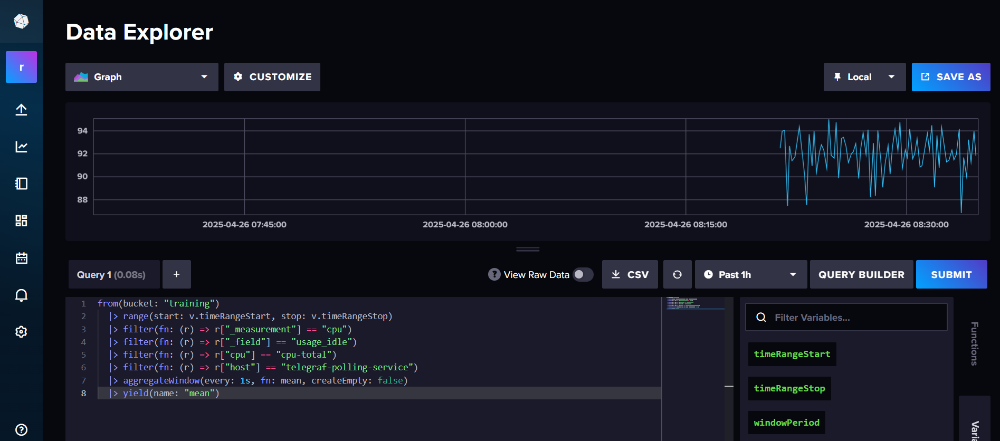 Data Explorer
r
Graph
CUSTOMIZE
Local
SAVE AS
94
92
90
88
2025-04-26 07:45:00
2025-04-26 08:00:00
2025-04-26 08:15:00
2025-04-26 08:30:00
Query 1 (0.08s)
+
? View Raw Data
CSV
Past 1h
QUERY BUILDER
SUBMIT
1 from(bucket: "training")
2 |> range(start: v.timeRangeStart, stop: v.timeRangeStop)
3 |> filter(fn: (r) => r["_measurement"] == "cpu")
4 |> filter(fn: (r) => r["_field"] == "usage_idle")
5 |> filter(fn: (r) => r["cpu"] == "cpu-total")
6 |> filter(fn: (r) => r["host"] == "telegraf-polling-service")
7 |> aggregateWindow(every: 1s, fn: mean, createEmpty: false)
8 |> yield(name: "mean")
Filter Variables...
timeRangeStart
timeRangeStop
windowPeriod
Functions
?